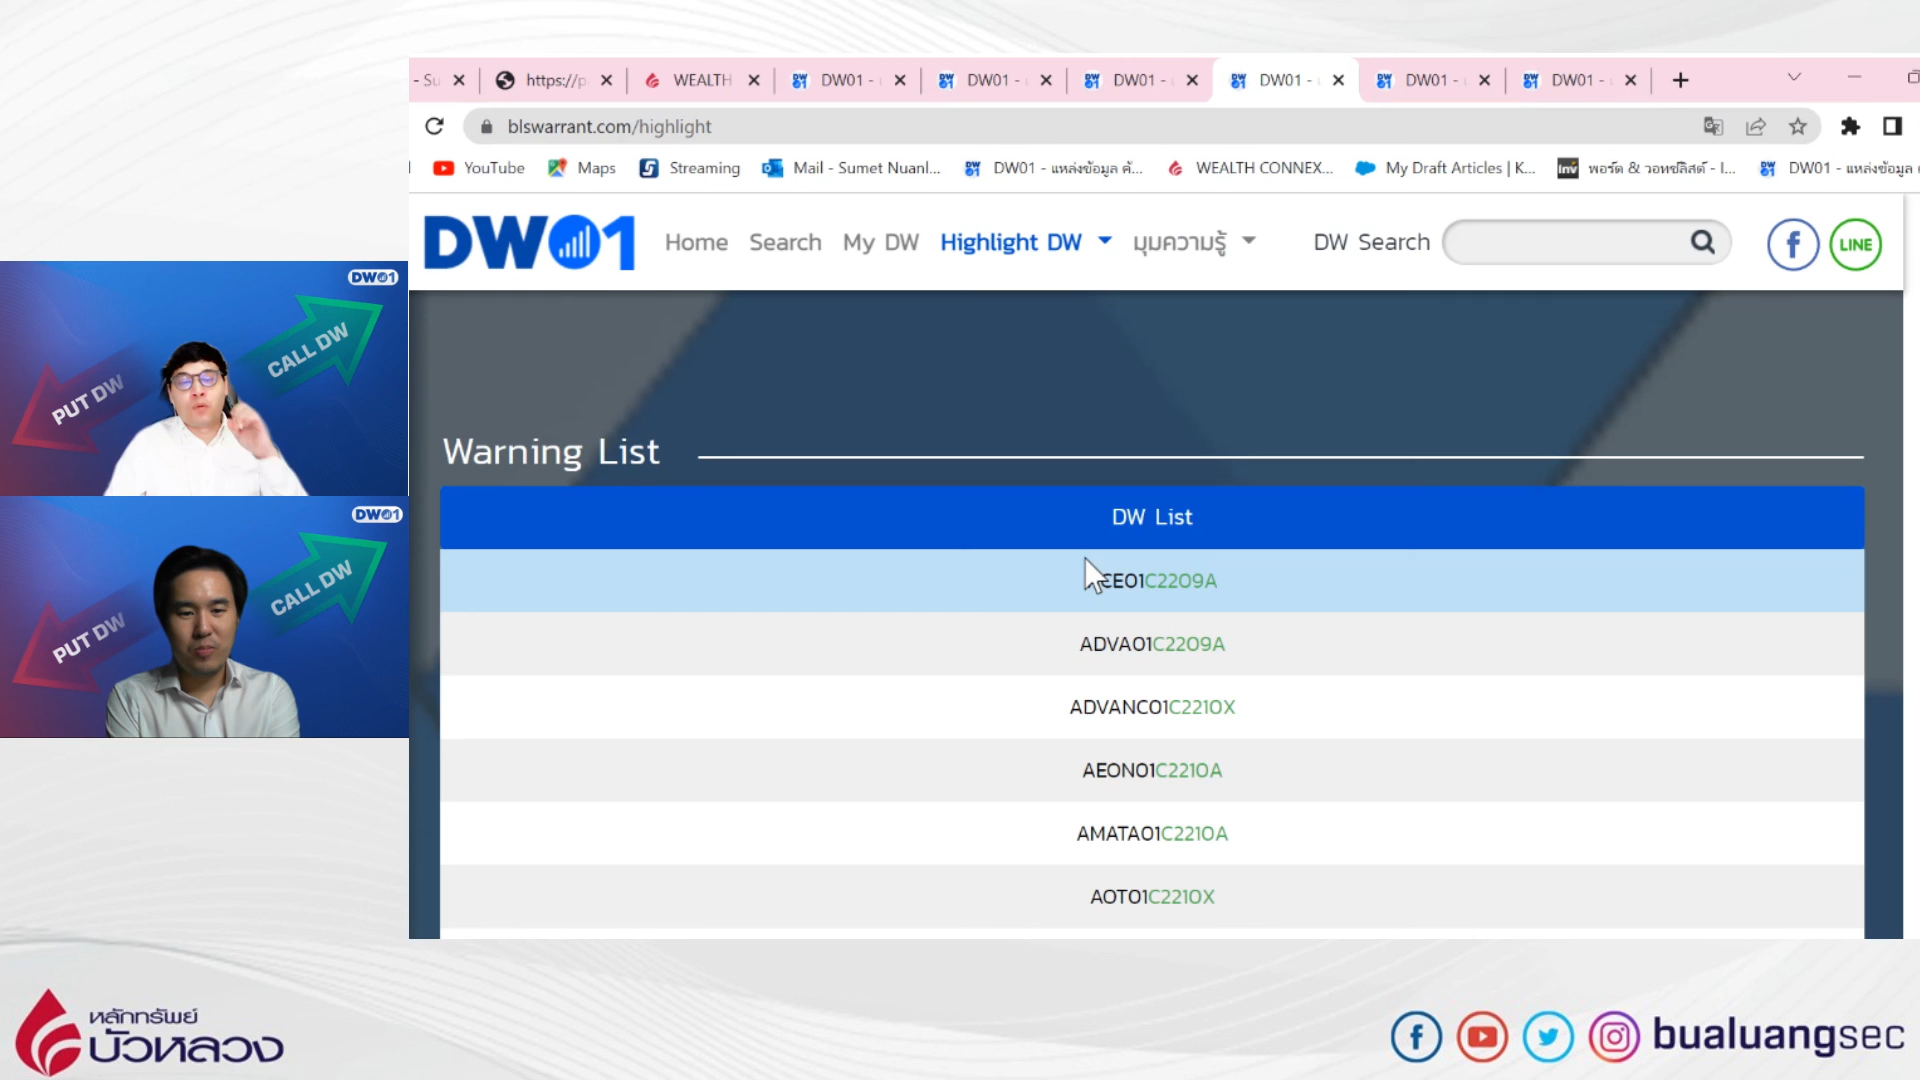 - Su
https://p
WEALTH
DW01 -
DW01 -
DW01 -
DW01 -
DW01 -
DW01 -
blswarrant.com/highlight
YouTube
Maps
Streaming
Mail - Sumet Nuanl...
DW01 - แหล่งข้อมูล ค้...
WEALTH CONNEX...
My Draft Articles | K...
Inv
พอร์ต & วอทช์ลิสต์ - I...
DW01 - แหล่งข้อมูล
DW01
Home
Search
My DW
Highlight DW
มุมความรู้
DW Search
LINE
DW01
CALL DW
PUT DW
DW01
CALL DW
PUT DW
Warning List
DW List
CE01C2209A
ADVA01C2209A
ADVANC01C2210X
AEON01C2210A
AMATA01C2210A
AOT01C2210X
หลักทรัพย์
บัวหลวง
bualuangsec